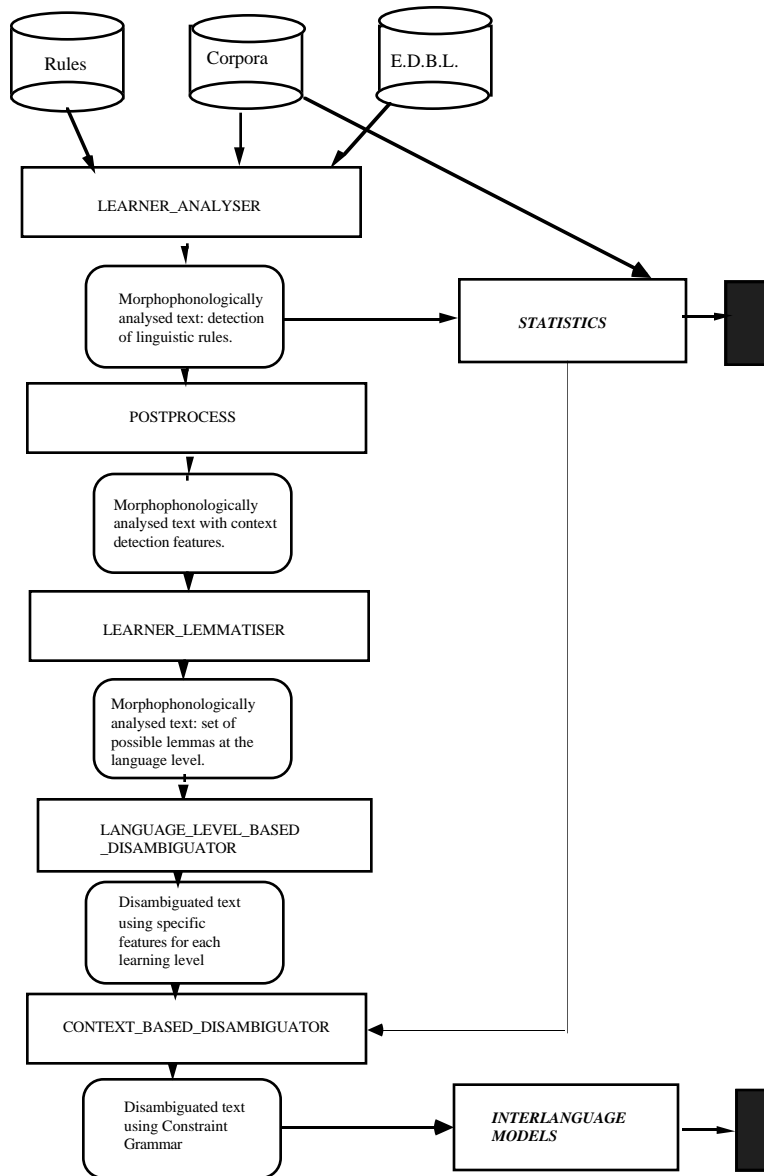 Rules
Corpora
E.D.B.L.
LEARNER_ANALYSER
Morphophonologically
analysed text: detection
of linguistic rules.
STATISTICS
POSTPROCESS
Morphophonologically
analysed text with context
detection features.
LEARNER_LEMMATISER
Morphophonologically
analysed text: set of
possible lemmas at the
language level.
LANGUAGE_LEVEL_BASED
_DISAMBIGUATOR
Disambiguated text
using specific
features for each
learning level
CONTEXT_BASED_DISAMBIGUATOR
Disambiguated text
using Constraint
Grammar
INTERLANGUAGE
MODELS